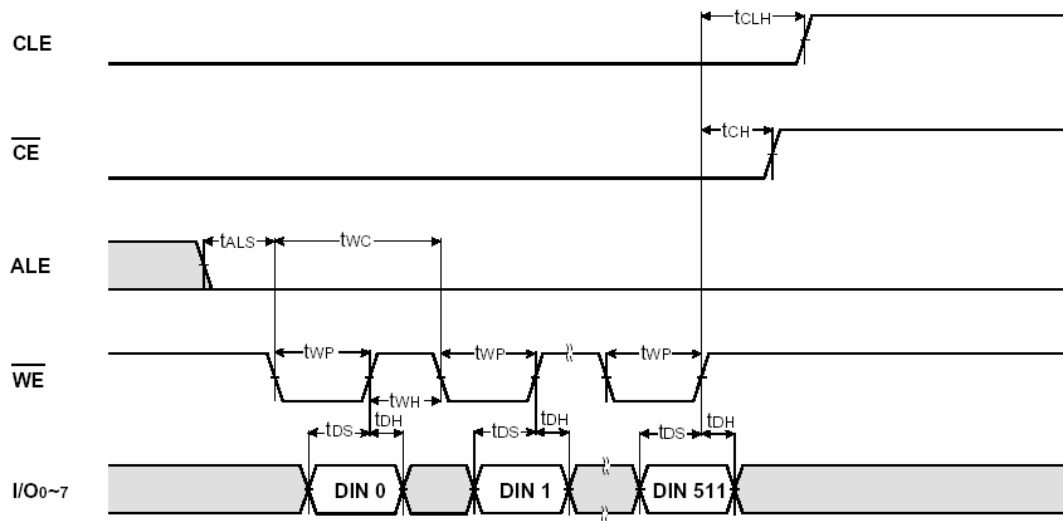 tCLH
CLE
tCH
CE
tALS
tWC
ALE
tWP
tWP
tWP
WE
tWH
tDS
tDH
tDS
tDH
tDS
tDH
I/O0~7
DIN 0
DIN 1
DIN 511